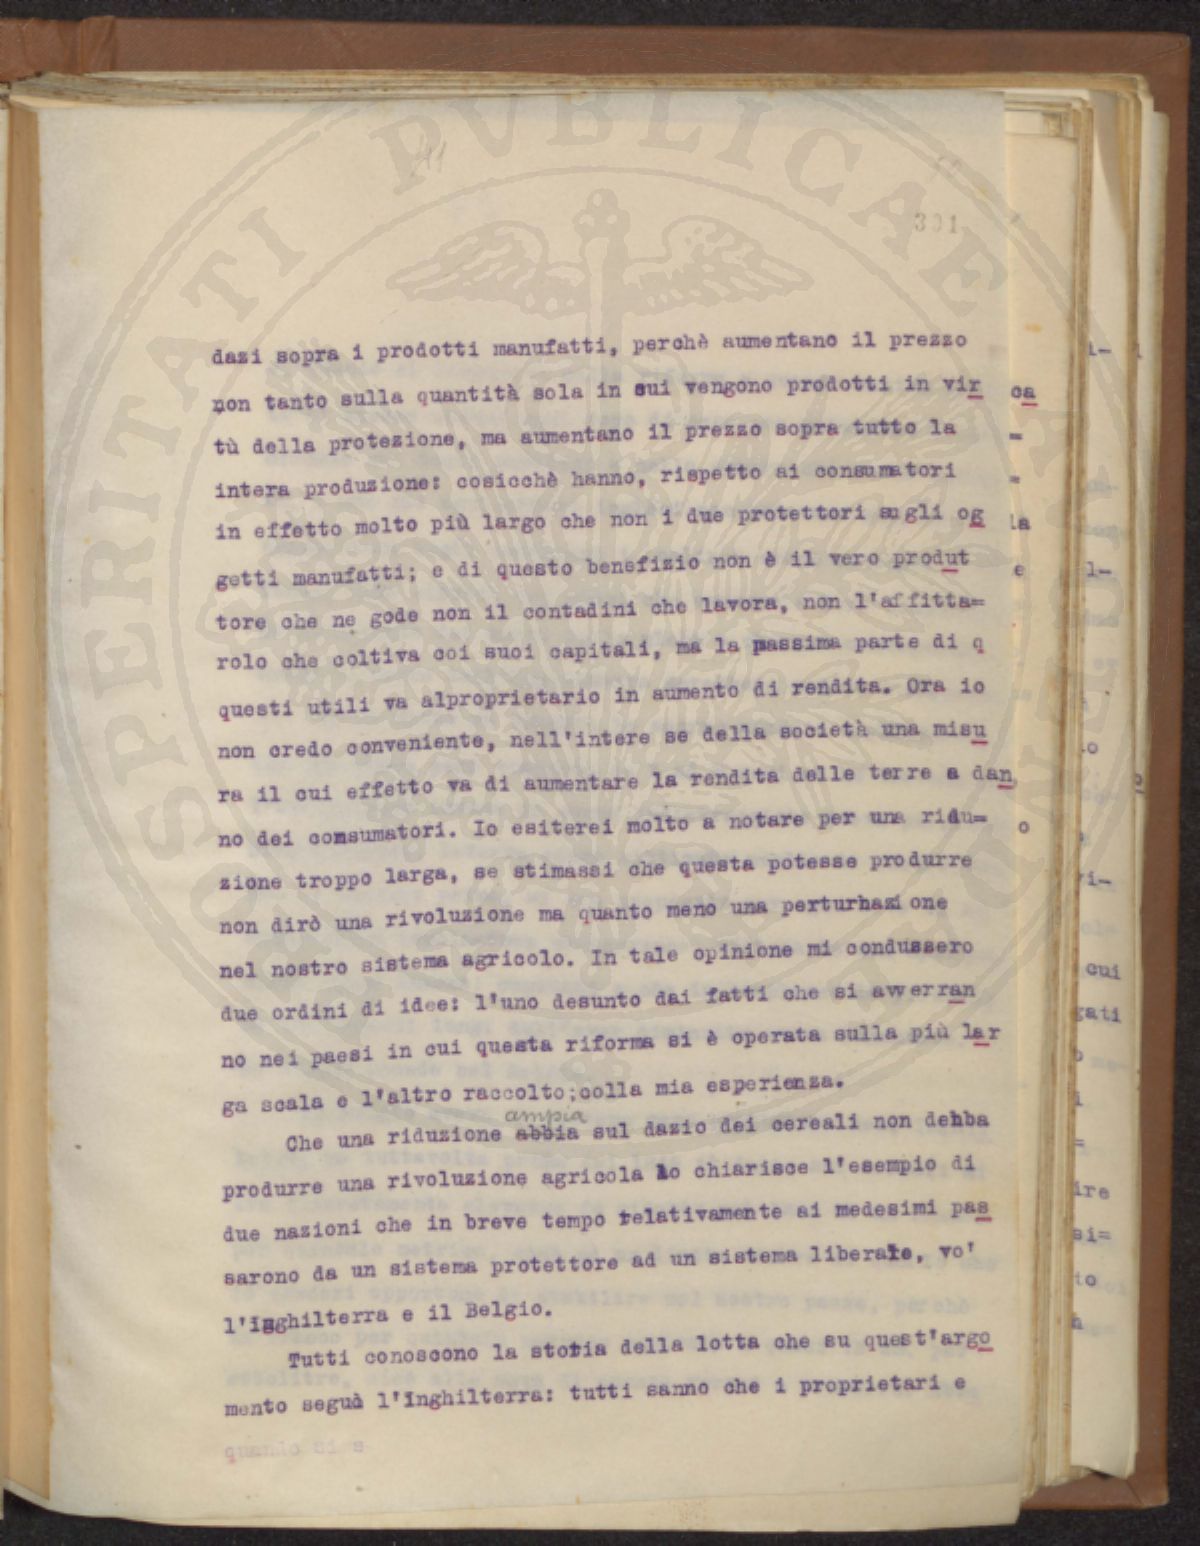 41
301
dazi sopra i prodotti manufatti, perchè aumentano il prezzo
non tanto sulla quantità sola in cui vengono prodotti in vir
tù della protezione, ma aumentano il prezzo sopra tutto la
intera produzione: cosicchè hanno, rispetto ai consumatori
in effetto molto più largo che non i due protettori sugli og
getti manufatti; e di questo benefizio non è il vero produt
tore che ne gode non il contadini che lavora, non l'affitta=
rolo che coltiva coi suoi capitali, ma la massima parte di q
questi utili va alproprietario in aumento di rendita. Ora io
non credo conveniente, nell'intere se della società una misu
ra il cui effetto va di aumentare la rendita delle terre a dan
no dei consumatori. Io esiterei molto a notare per una ridu=
zione troppo larga, se stimassi che questa potesse produrre
non dirò una rivoluzione ma quanto meno una perturbazione
nel nostro sistema agricolo. In tale opinione mi condussero
due ordini di idee: l'uno desunto dai fatti che si avverran
no nei paesi in cui questa riforma si è operata sulla più lar
ga scala e l'altro raccolto;colla mia esperienza.
ampia
Che una riduzione abbia sul dazio dei cereali non debba
produrre una rivoluzione agricola lo chiarisce l'esempio di
due nazioni che in breve tempo relativamente ai medesimi pas
sarono da un sistema protettore ad un sistema liberale, vo'
l'Inghilterra e il Belgio.
Tutti conoscono la storia della lotta che su quest'argo
mento seguà l'Inghilterra: tutti sanno che i proprietari e